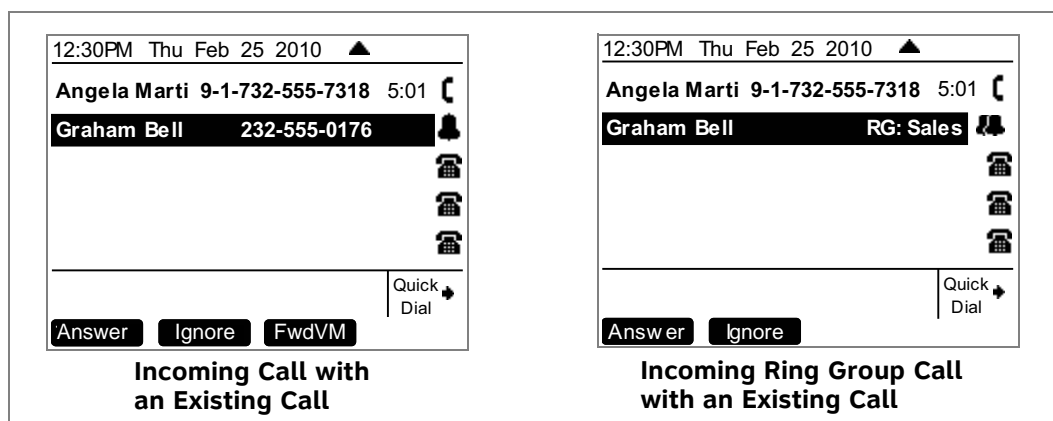 12:30PM Thu Feb 25 2010
Angela Marti 9-1-732-555-7318 5:01
Graham Bell 232-555-0176
Quick
Dial
Answer Ignore FwdVM
Incoming Call with
an Existing Call
12:30PM Thu Feb 25 2010
Angela Marti 9-1-732-555-7318 5:01
Graham Bell RG: Sales
Quick
Dial
Answer Ignore
Incoming Ring Group Call
with an Existing Call